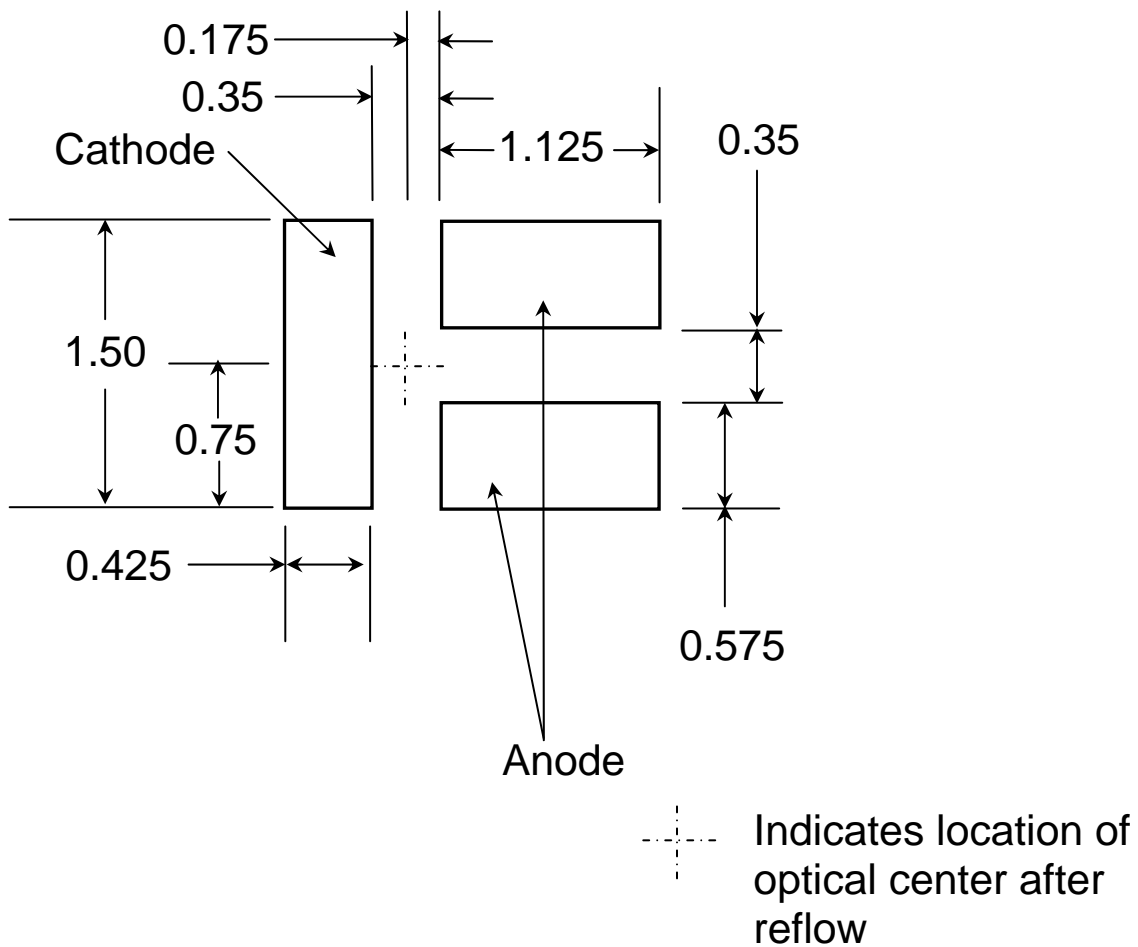 0.175
0.35
Cathode
1.125
0.35
1.50
0.75
0.425
0.575
Anode
Indicates location of
optical center after
reflow